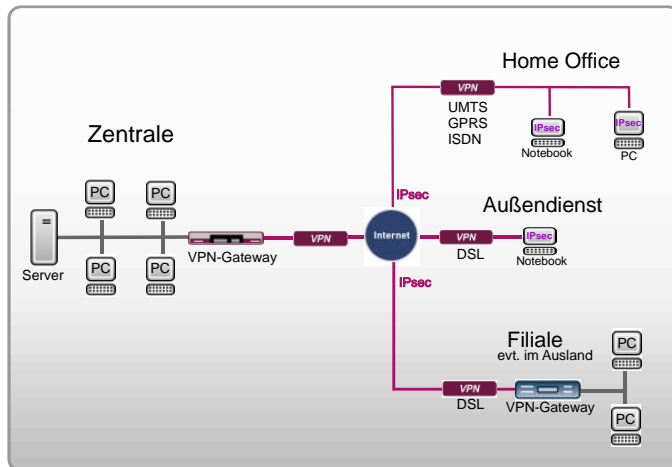 Home Office
VPN
UMTS
GPRS
ISDN
IPsec
Notebook
IPsec
PC
Zentrale
PC
PC
PC
PC
Server
VPN-Gateway
VPN
IPsec
Internet
IPsec
Außendienst
VPN
DSL
IPsec
Notebook
Filiale
evt. im Ausland
VPN
DSL
VPN-Gateway
PC
PC